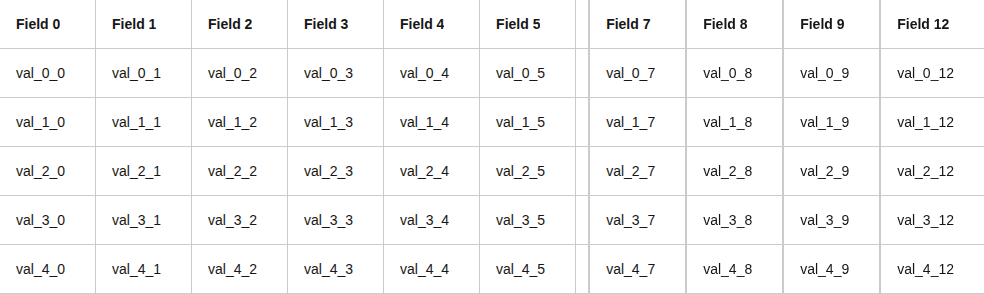 Field 0 Field 1 Field 2 Field 3 Field 4 Field 5 Field 7 Field 8 Field 9 Field 12
val_0_0 val_0_1 val_0_2 val_0_3 val_0_4 val_0_5 val_0_7 val_0_8 val_0_9 val_0_12
val_1_0 val_1_1 val_1_2 val_1_3 val_1_4 val_1_5 val_1_7 val_1_8 val_1_9 val_1_12
val_2_0 val_2_1 val_2_2 val_2_3 val_2_4 val_2_5 val_2_7 val_2_8 val_2_9 val_2_12
val_3_0 val_3_1 val_3_2 val_3_3 val_3_4 val_3_5 val_3_7 val_3_8 val_3_9 val_3_12
val_4_0 val_4_1 val_4_2 val_4_3 val_4_4 val_4_5 val_4_7 val_4_8 val_4_9 val_4_12